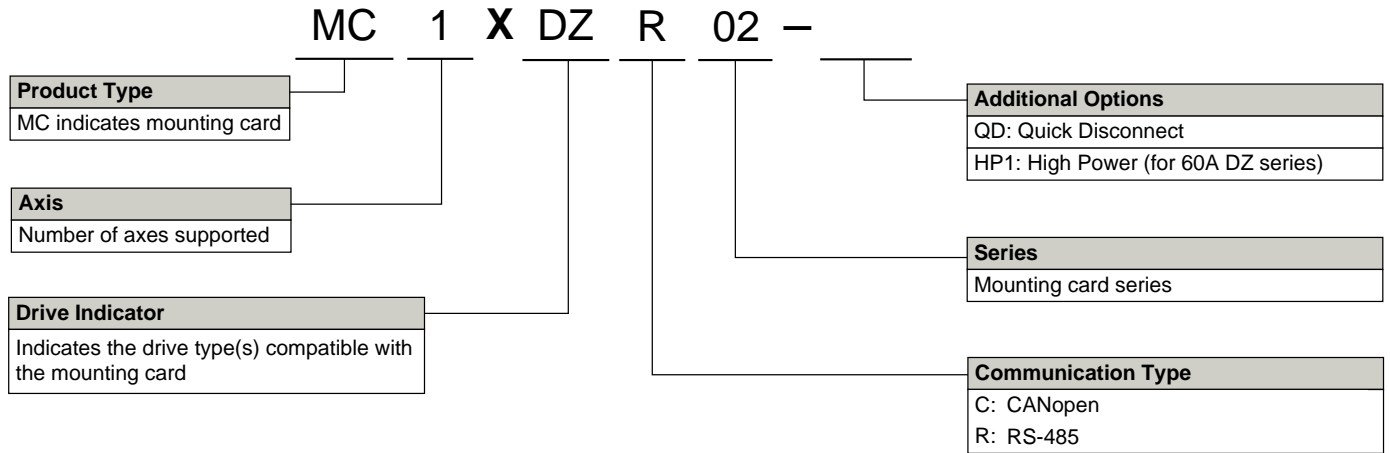 MC 1 X DZ R 02 –
Product Type
MC indicates mounting card
Axis
Number of axes supported
Drive Indicator
Indicates the drive type(s) compatible with
the mounting card
Additional Options
QD: Quick Disconnect
HP1: High Power (for 60A DZ series)
Series
Mounting card series
Communication Type
C: CANopen
R: RS-485